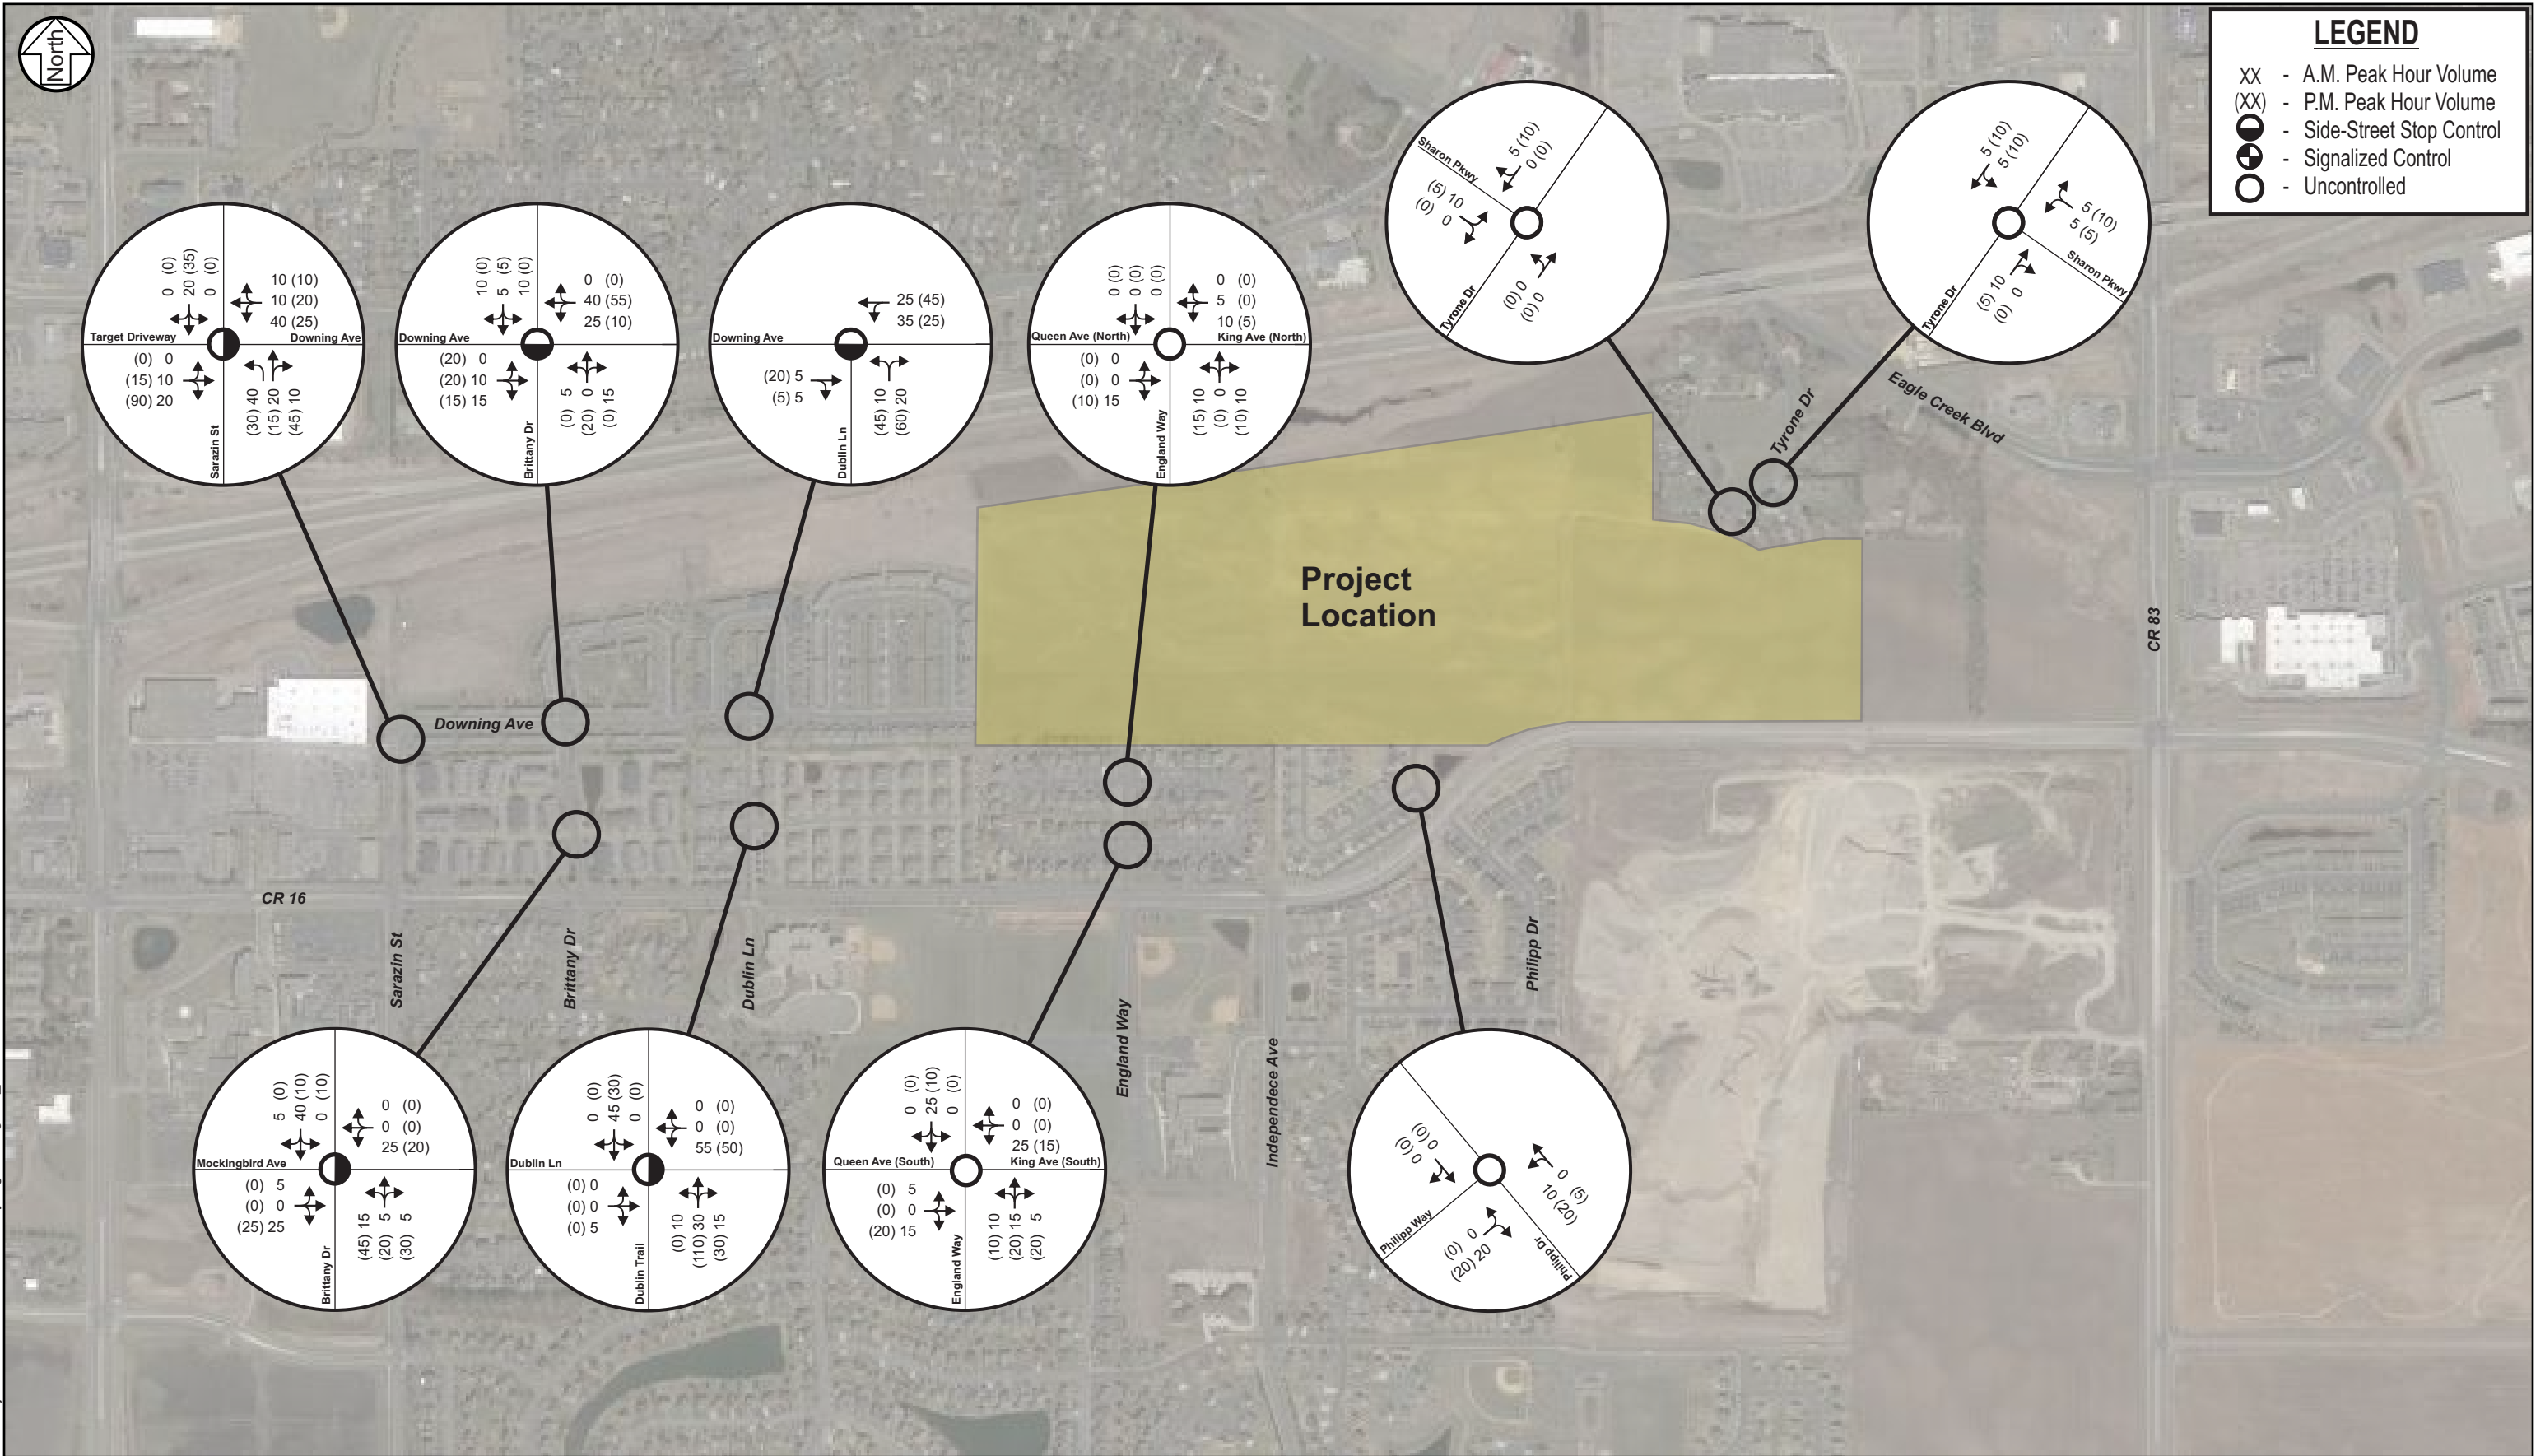 North
LEGEND
XX - A.M. Peak Hour Volume
(XX) - P.M. Peak Hour Volume
- Side-Street Stop Control
- Signalized Control
- Uncontrolled
0 (0)
20 (35)
0 (0)
10 (10)
10 (20)
40 (25)
Target Driveway
Downing Ave
(0) 0
(15) 10
(90) 20
(30) 40
(15) 20
(45) 10
Sarazin St
10 (0)
5 (5)
10 (0)
0 (0)
40 (55)
25 (10)
Downing Ave
(20) 0
(20) 10
(15) 15
(0) 5
(20) 0
(0) 15
Brittany Dr
25 (45)
35 (25)
Downing Ave
(20) 5
(5) 5
(45) 10
(60) 20
Dublin Ln
0 (0)
0 (0)
0 (0)
0 (0)
5 (0)
10 (5)
Queen Ave (North)
King Ave (North)
(0) 0
(0) 0
(10) 15
(15) 10
(0) 0
(10) 10
England Way
5 (10)
0 (0)
Sharon Pkwy
(5) 10
(0) 0
(0) 0
(0) 0
Tyrone Dr
5 (10)
5 (10)
5 (10)
5 (5)
Sharon Pkwy
(5) 10
(0) 0
Tyrone Dr
Tyrone Dr
Eagle Creek Blvd
Project
Location
CR 83
Downing Ave
CR 16
Sarazin St
Brittany Dr
Dublin Ln
England Way
Independece Ave
Philipp Dr
5 (0)
40 (10)
0 (10)
0 (0)
0 (0)
25 (20)
Mockingbird Ave
(0) 5
(0) 0
(25) 25
(45) 15
(20) 5
(30) 5
Brittany Dr
0 (0)
45 (30)
0 (0)
0 (0)
0 (0)
55 (50)
Dublin Ln
(0) 0
(0) 0
(0) 5
(0) 10
(110) 30
(30) 15
Dublin Trail
0 (0)
25 (10)
0 (0)
0 (0)
0 (0)
25 (15)
Queen Ave (South)
King Ave (South)
(0) 5
(0) 0
(20) 15
(10) 10
(20) 15
(20) 5
England Way
(0) 0
(0) 0
0 (5)
10 (20)
Philipp Way
(0) 0
(20) 20
Philipp Dr